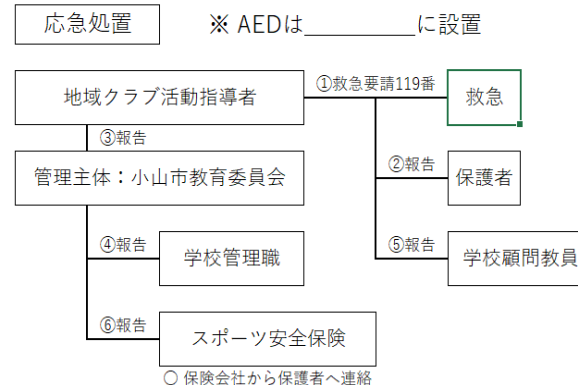 応急処置
※ AEDは__________に設置
地域クラブ活動指導者
①救急要請119番
救急
③報告
管理主体：小山市教育委員会
②報告
保護者
④報告
学校管理職
⑤報告
学校顧問教員
⑥報告
スポーツ安全保険
○ 保険会社から保護者へ連絡